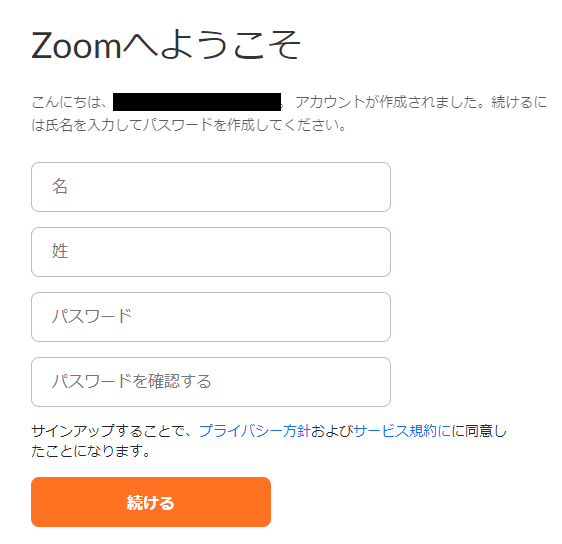 Zoomへようこそ
こんにちは、 。アカウントが作成されました。続けるに
は氏名を入力してパスワードを作成してください。
名
姓
パスワード
パスワードを確認する
サインアップすることで、プライバシー方針およびサービス規約にに同意し
たことになります。
続ける